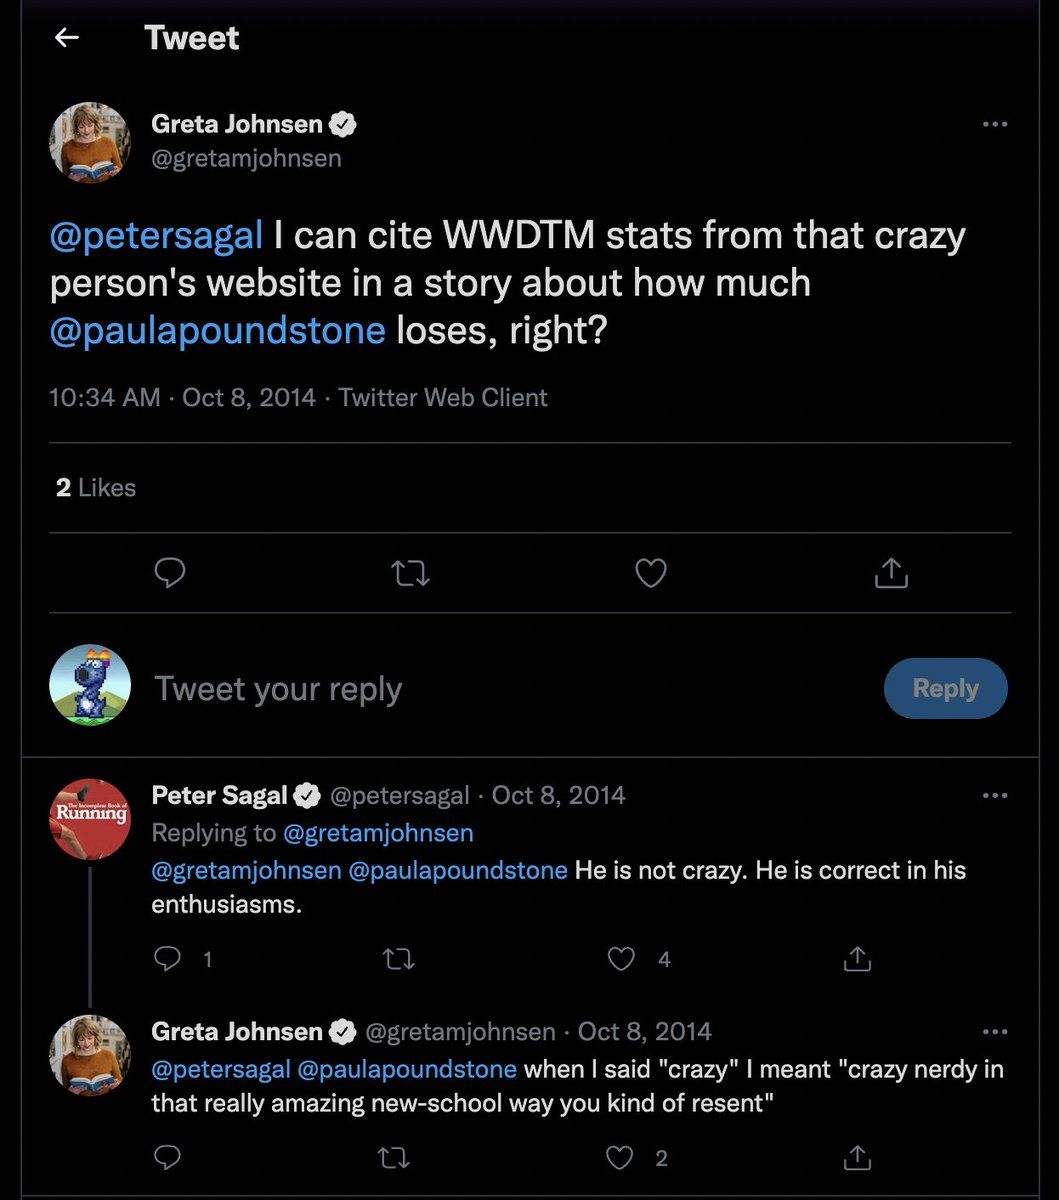 Tweet
Greta Johnsen
@gretamjohnsen
@petersagal I can cite WWDTM stats from that crazy
person's website in a story about how much
@paulapoundstone loses, right?
10:34 AM · Oct 8, 2014 · Twitter Web Client
2 Likes
Tweet your reply
Reply
The Incomplete Book of
Running
Peter Sagal @petersagal · Oct 8, 2014
Replying to @gretamjohnsen
@gretamjohnsen @paulapoundstone He is not crazy. He is correct in his
enthusiasms.
1
4
Greta Johnsen @gretamjohnsen · Oct 8, 2014
@petersagal @paulapoundstone when I said "crazy" I meant "crazy nerdy in
that really amazing new-school way you kind of resent"
2